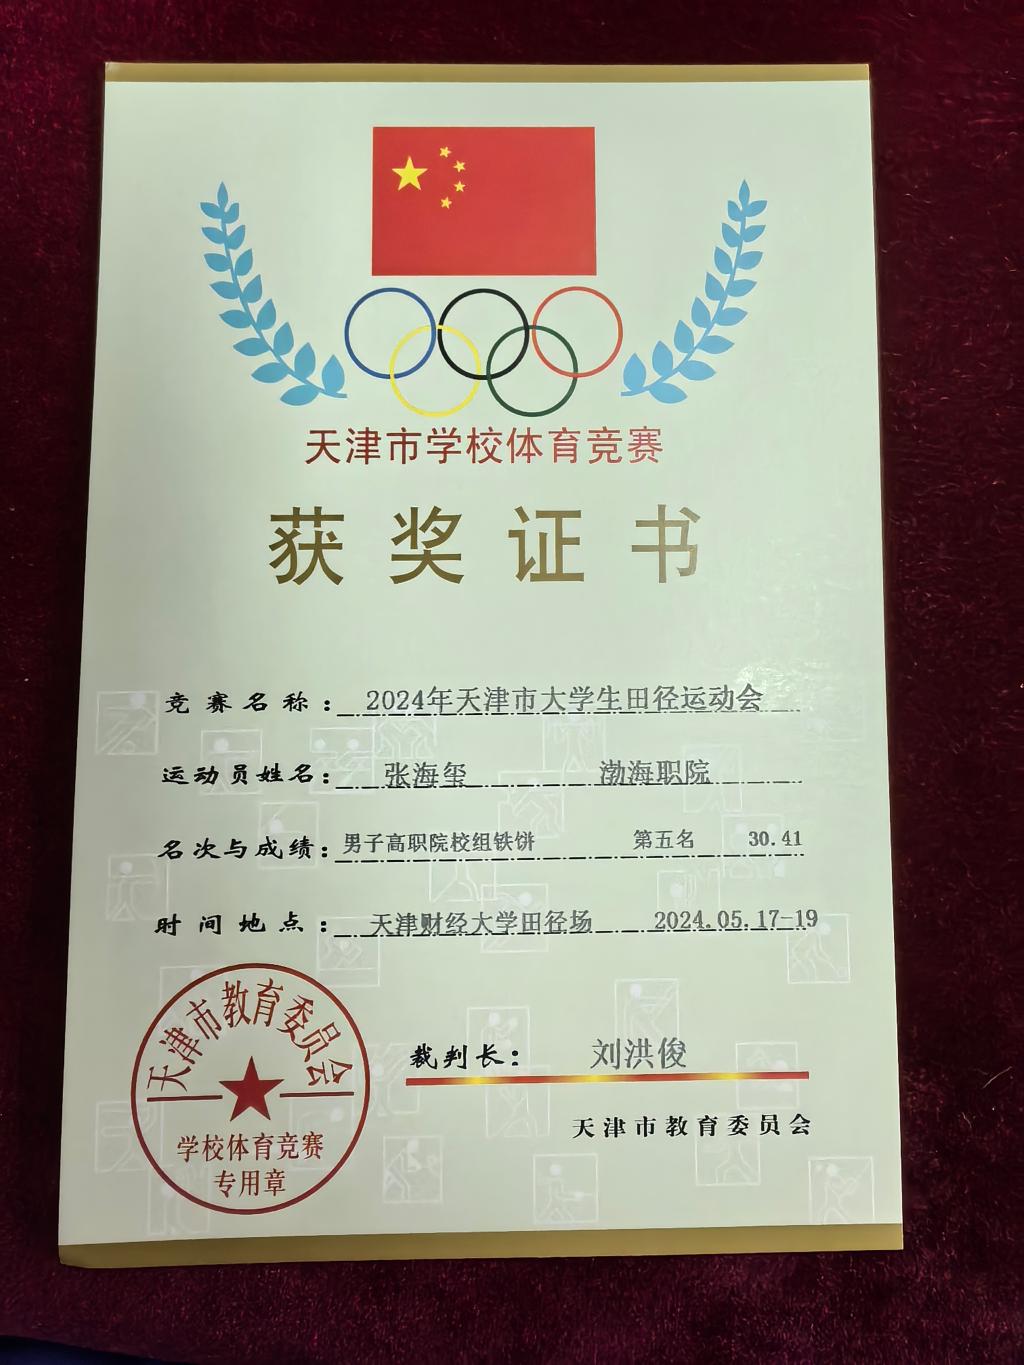 天津市学校体育竞赛
获奖证书
竞赛名称： 2024年天津市大学生田径运动会
运动员姓名： 张海玺 渤海职院
名次与成绩： 男子高职院校组铁饼 第五名 30.41
时间地点： 天津财经大学田径场 2024.05.17-19
裁判长： 刘洪俊
天津市教育委员会
天津市教育委员会
学校体育竞赛
专用章